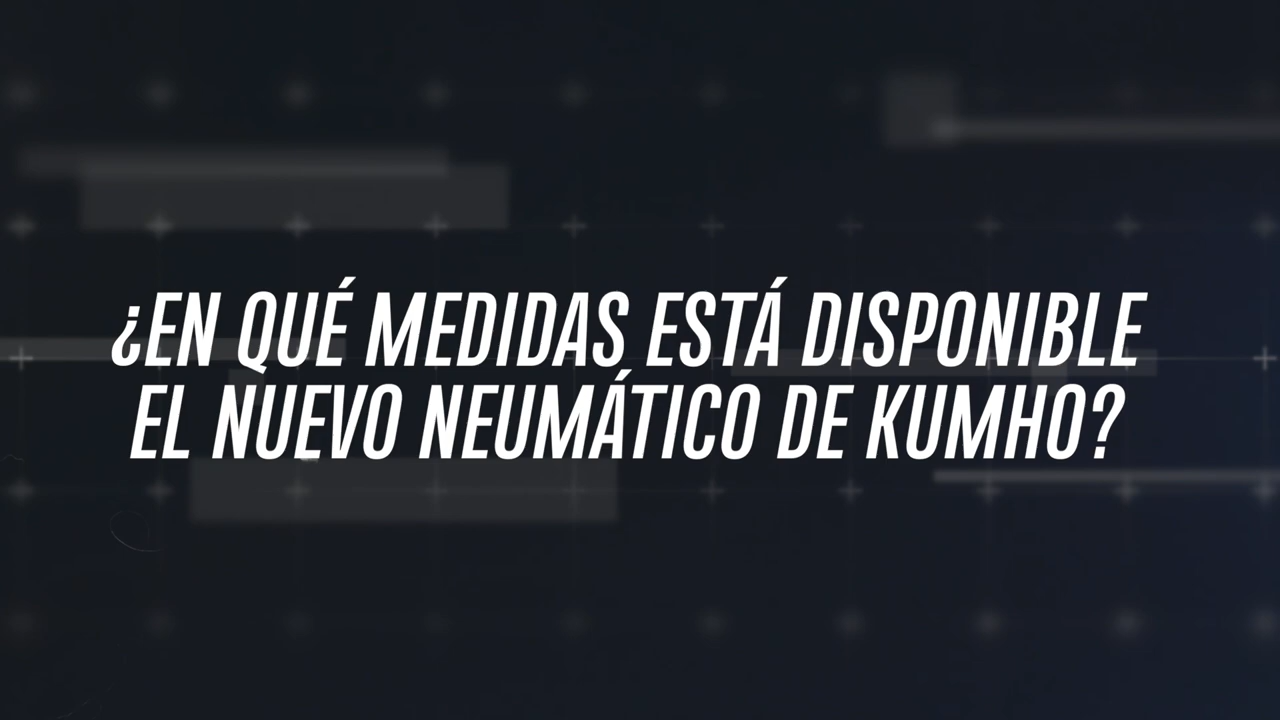 ¿EN QUÉ MEDIDAS ESTÁ DISPONIBLE
EL NUEVO NEUMÁTICO DE KUMHO?